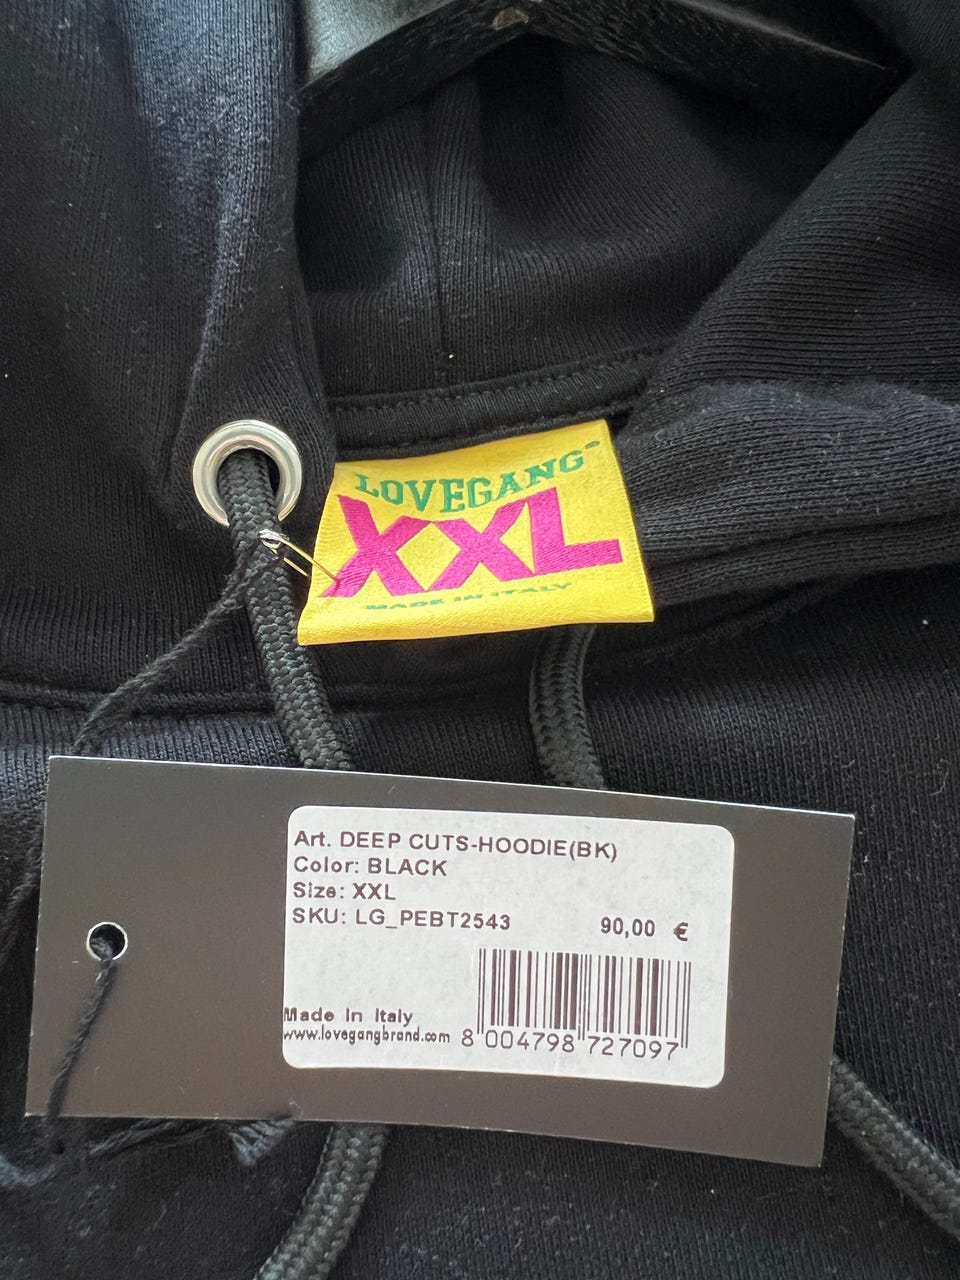 LOVEGANG®
XXL
MADE IN ITALY
Art. DEEP CUTS-HOODIE(BK)
Color: BLACK
Size: XXL
SKU: LG_PEBT2543 90,00 €
Made In Italy
www.lovegangbrand.com
8 004798 727097